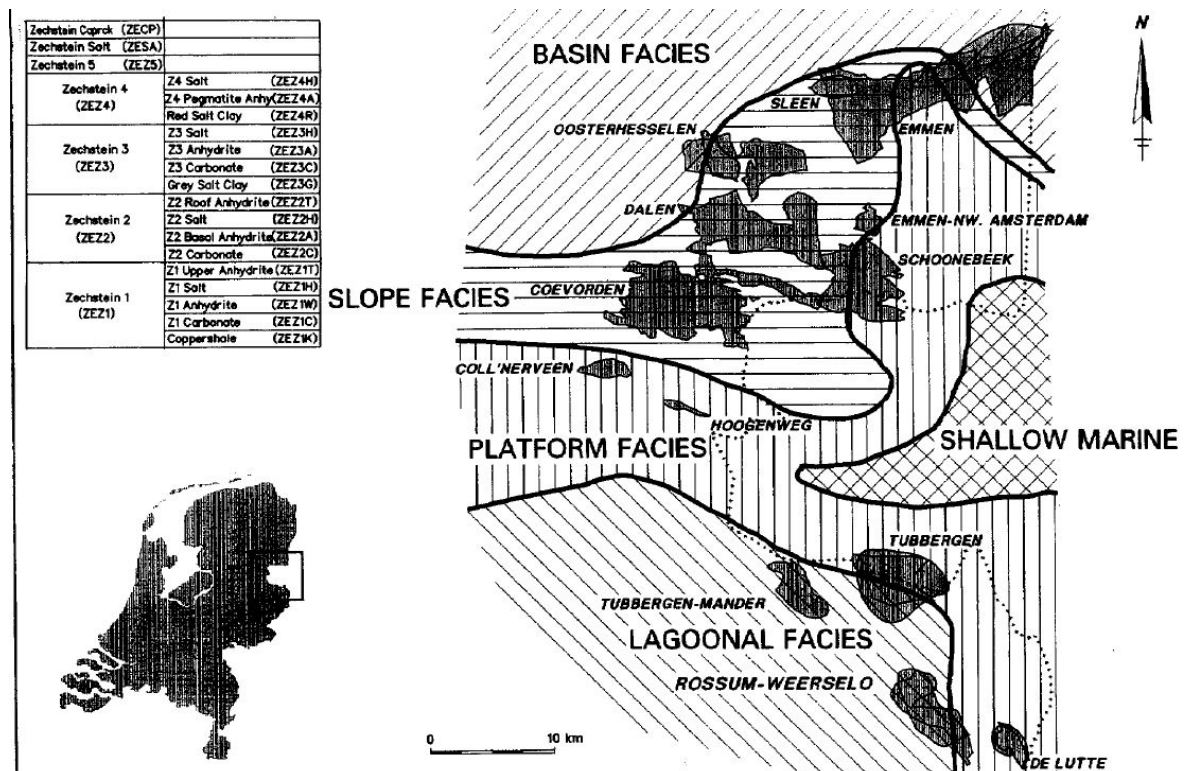 Zechstein Caprck (ZECP)
Zechstein Salt (ZESA)
Zechstein 5 (ZEZ5)
Zechstein 4
(ZEZ4)
Z4 Salt (ZEZ4H)
Z4 Pegmatite Anhy(ZEZ4A)
Red Salt Clay (ZEZ4R)
Zechstein 3
(ZEZ3)
Z3 Salt (ZEZ3H)
Z3 Anhydrite (ZEZ3A)
Z3 Carbonate (ZEZ3C)
Grey Salt Clay (ZEZ3G)
Zechstein 2
(ZEZ2)
Z2 Roof Anhydrite(ZEZ2T)
Z2 Salt (ZEZ2H)
Z2 Basal Anhydrite(ZEZ2A)
Z2 Carbonate (ZEZ2C)
Zechstein 1
(ZEZ1)
Z1 Upper Anhydrite(ZEZ1T)
Z1 Salt (ZEZ1H)
Z1 Anhydrite (ZEZ1W)
Z1 Carbonate (ZEZ1C)
Coppershale (ZEZ1K)
N
BASIN FACIES
SLEEN
OOSTERHESSELEN
EMMEN
DALEN
EMMEN-NW. AMSTERDAM
SCHOONEBEEK
SLOPE FACIES
COEVORDEN
COLL'NERVEEN
HOOGENWEG
PLATFORM FACIES
SHALLOW MARINE
TUBBERGEN
TUBBERGEN-MANDER
LAGOONAL FACIES
ROSSUM-WEERSELO
DE LUTTE
0 10 km